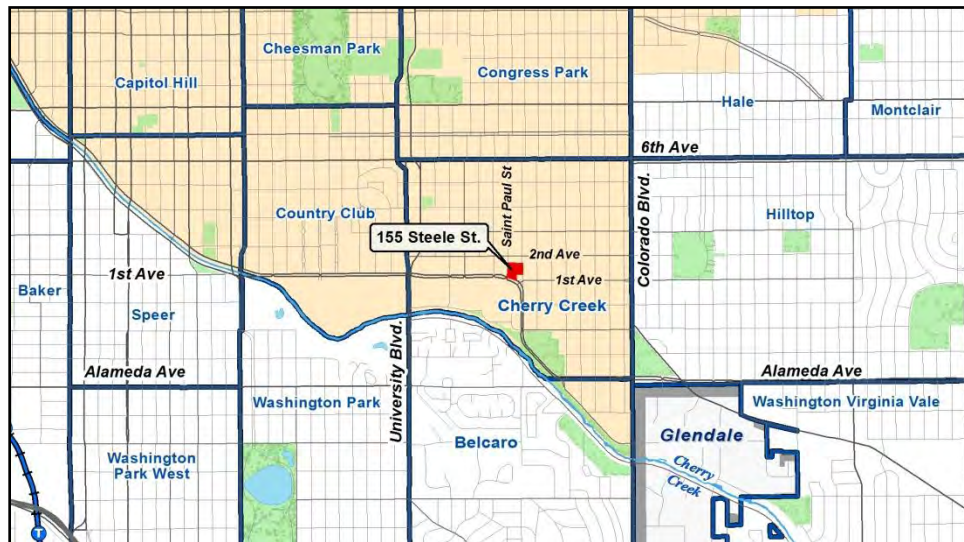 Cheesman Park
Capitol Hill
Congress Park
Hale
Montclair
6th Ave
Saint Paul St
Country Club
Hilltop
155 Steele St.
2nd Ave
Colorado Blvd.
1st Ave
1st Ave
Baker
Speer
Cherry Creek
University Blvd.
Alameda Ave
Alameda Ave
Washington Park
Washington Virginia Vale
Belcaro
Glendale
Washington
Park West
Cherry
Creek
T